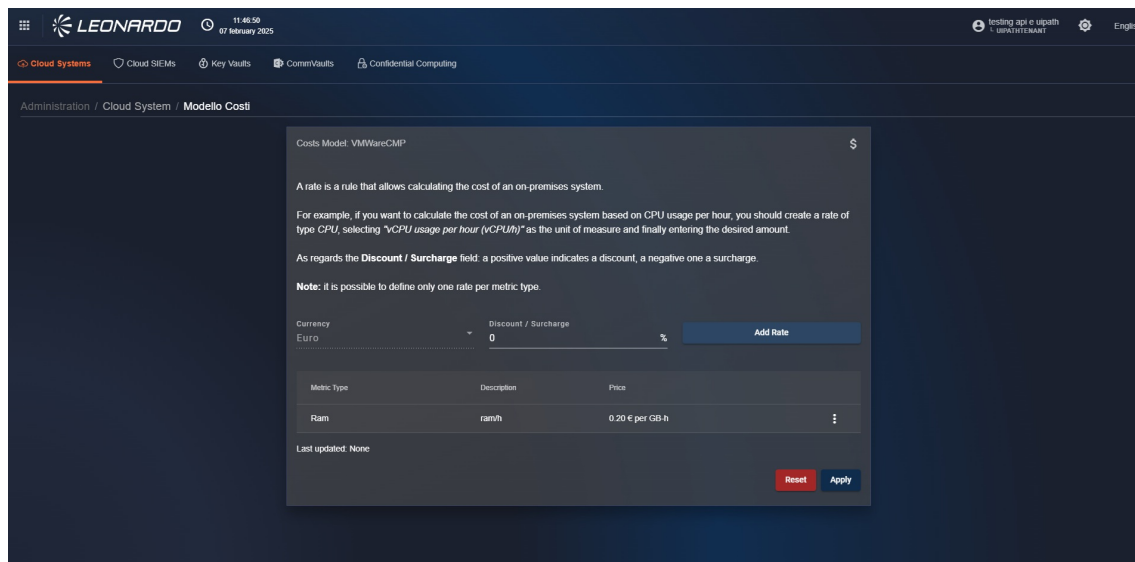 LEONARDO
11:46:50
07 february 2025
testing api e uipath
UIPATHTENANT
Cloud Systems
Cloud SIEMs
Key Vaults
CommVaults
Confidential Computing
Administration / Cloud System / Modello Costi
Costs Model: VMWareCMP
$
A rate is a rule that allows calculating the cost of an on-premises system.
For example, if you want to calculate the cost of an on-premises system based on CPU usage per hour, you should create a rate of
type CPU, selecting "vCPU usage per hour (vCPU/h)" as the unit of measure and finally entering the desired amount.
As regards the Discount / Surcharge field: a positive value indicates a discount, a negative one a surcharge.
Note: it is possible to define only one rate per metric type.
Currency
Euro
Discount / Surcharge
0 %
Add Rate
Metric Type Description Price
Ram ram/h 0.20 € per GB-h
Last updated: None
Reset Apply